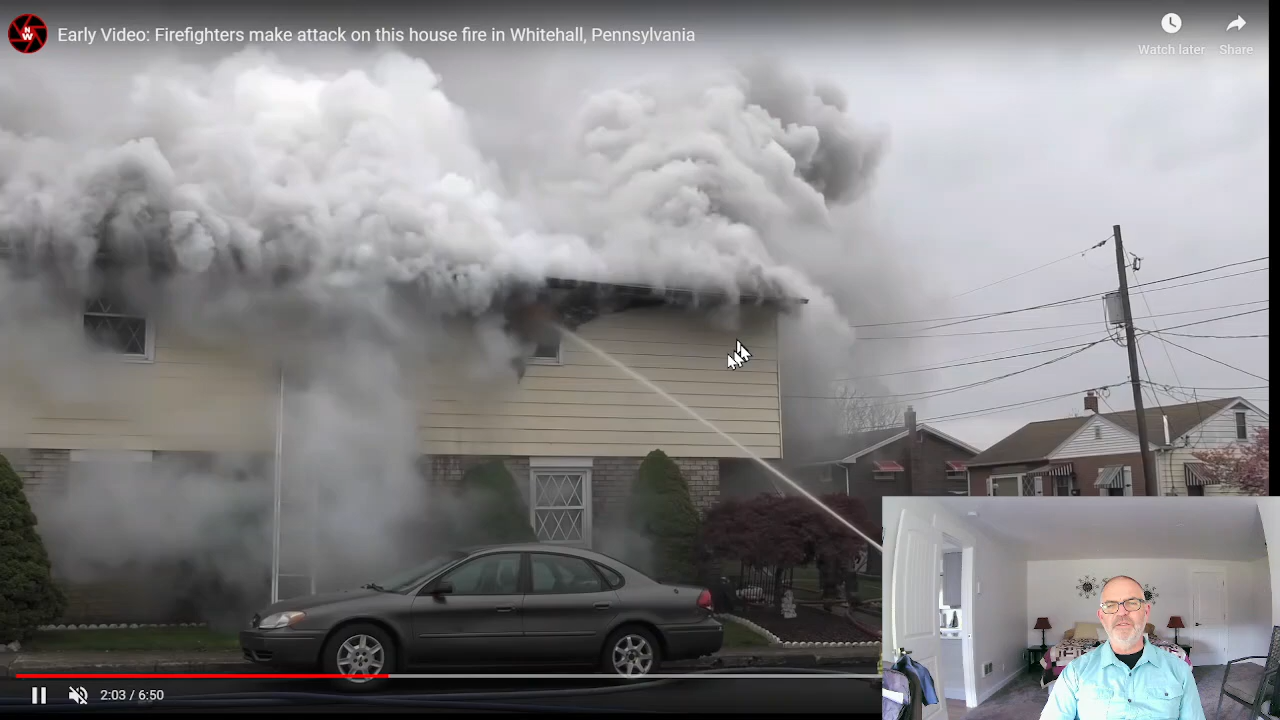 NW
Early Video: Firefighters make attack on this house fire in Whitehall, Pennsylvania
Watch later
Share
2:03 / 6:50